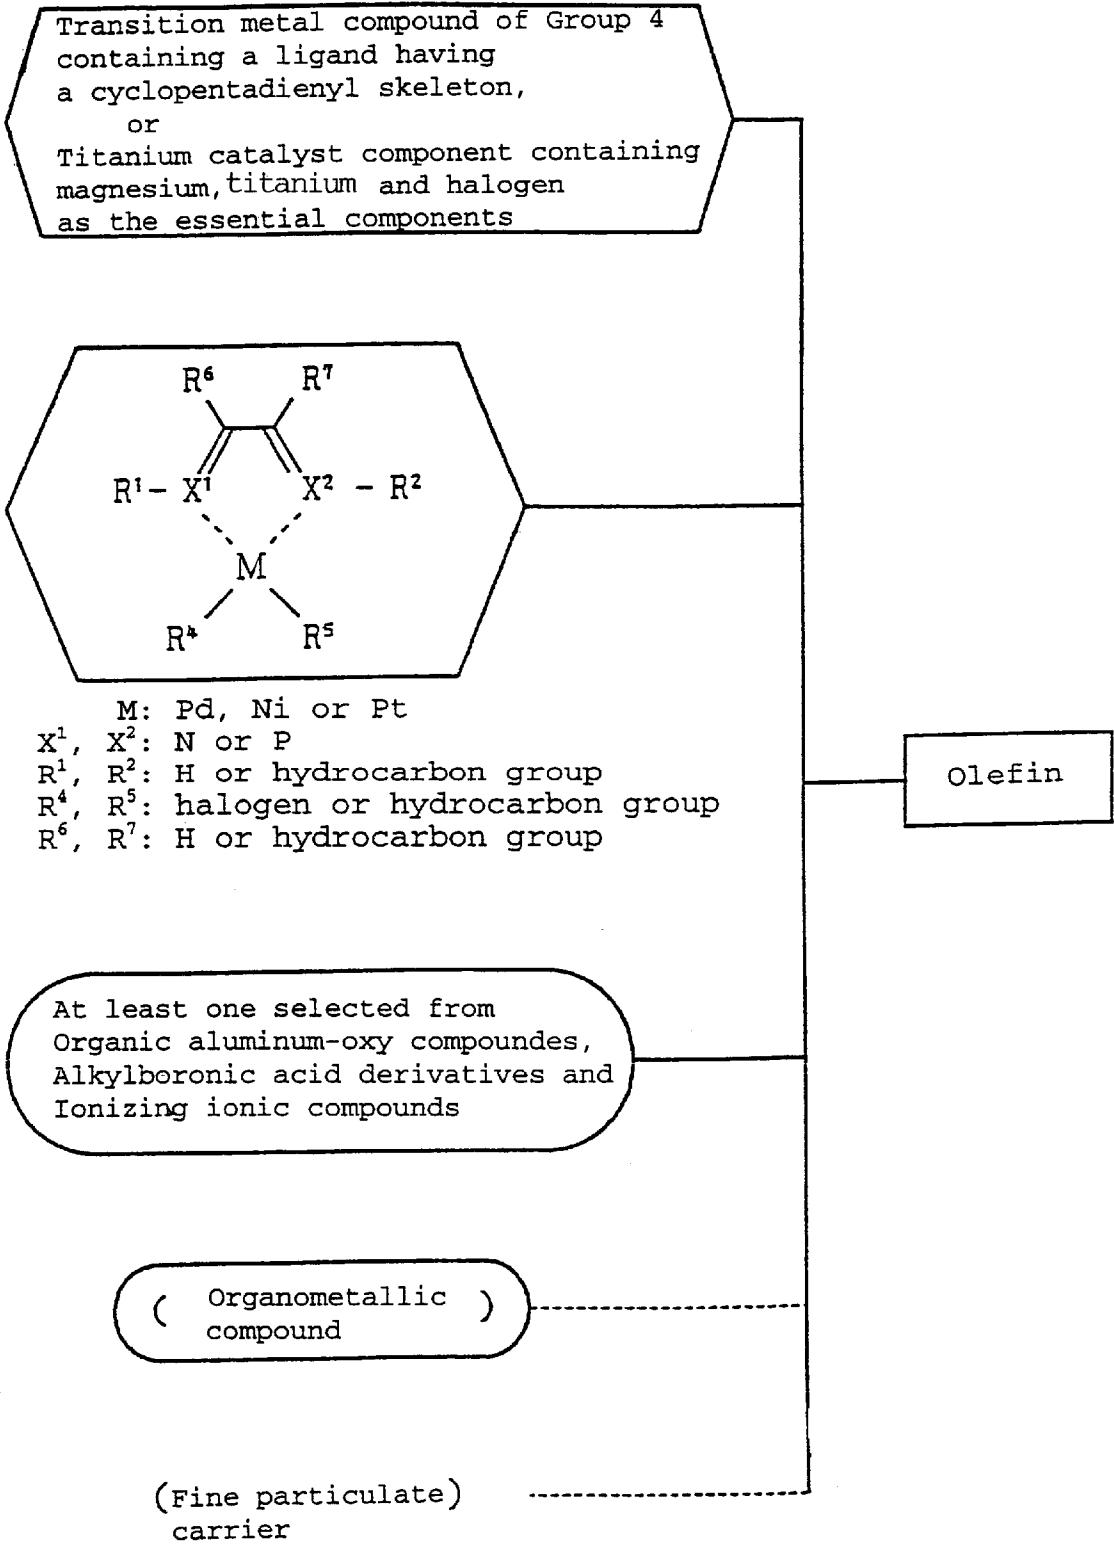 Transition metal compound of Group 4
containing a ligand having
a cyclopentadienyl skeleton,
or
Titanium catalyst component containing
magnesium, titanium and halogen
as the essential components
R⁶ R⁷
R¹ – X¹ X² – R²
M
R⁴ R⁵
M: Pd, Ni or Pt
X¹, X²: N or P
R¹, R²: H or hydrocarbon group
R⁴, R⁵: halogen or hydrocarbon group
R⁶, R⁷: H or hydrocarbon group
Olefin
At least one selected from
Organic aluminum-oxy compoundes,
Alkylboronic acid derivatives and
Ionizing ionic compounds
( Organometallic )
compound
(Fine particulate)
carrier